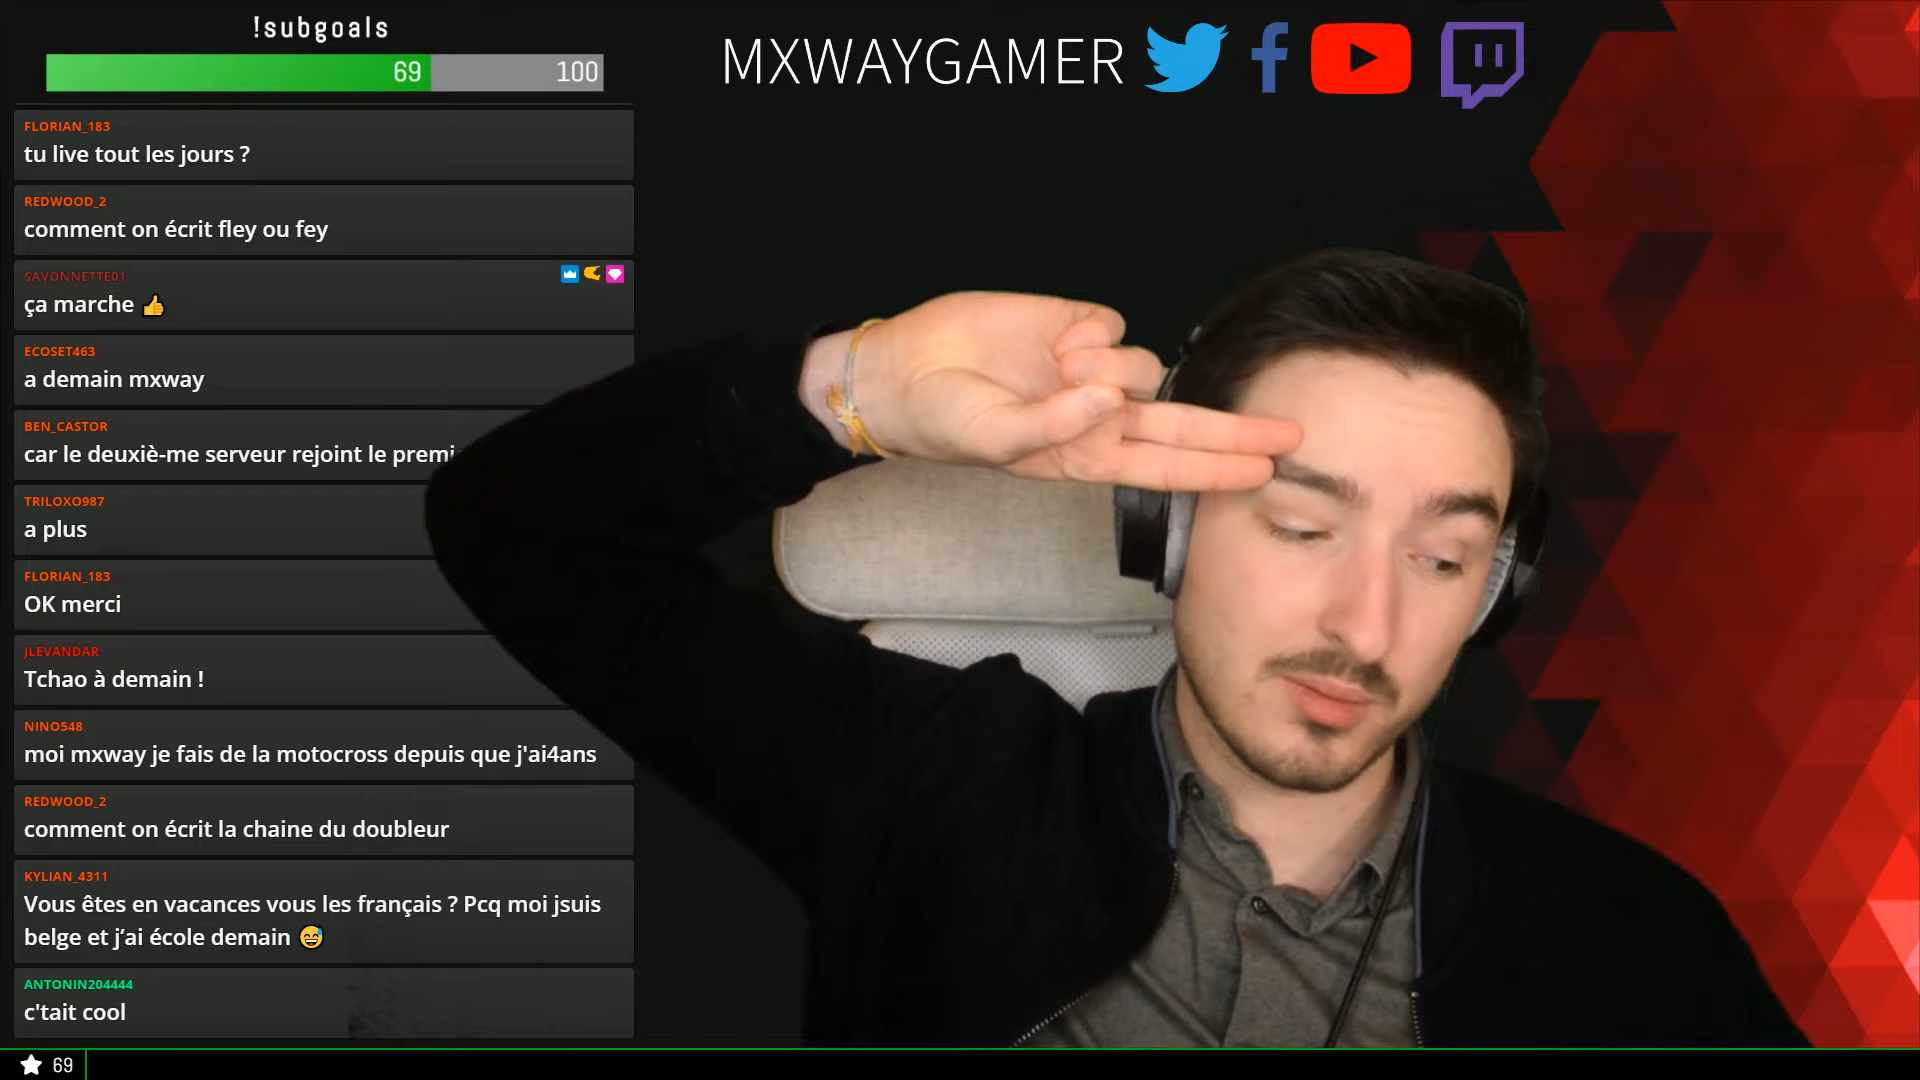 !subgoals
69 100
MXWAYGAMER
FLORIAN_183
tu live tout les jours ?
REDWOOD_2
comment on écrit fley ou fey
SAVONNETTE01
ça marche 👍
ECOSET463
a demain mxway
BEN_CASTOR
car le deuxiè-me serveur rejoint le premi
TRILOXO987
a plus
FLORIAN_183
OK merci
JLEVANDAR
Tchao à demain !
NINO548
moi mxway je fais de la motocross depuis que j'ai4ans
REDWOOD_2
comment on écrit la chaine du doubleur
KYLIAN_4311
Vous êtes en vacances vous les français ? Pcq moi jsuis
belge et j’ai école demain 😅
ANTONIN204444
c'tait cool
69